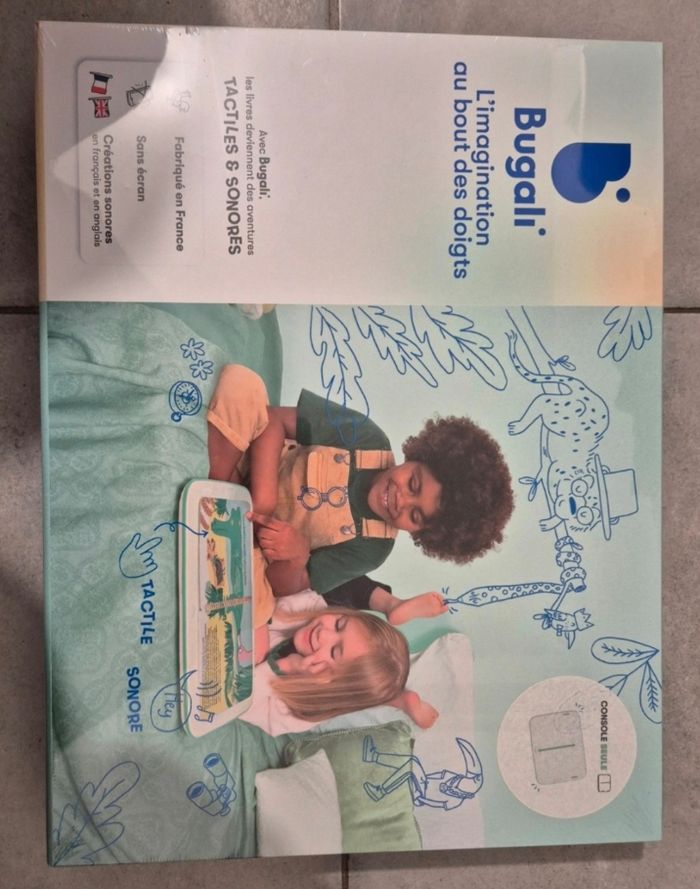 Bugali
L'imagination
au bout des doigts
Avec Bugali,
les livres deviennent des aventures
TACTILES & SONORES
Fabriqué en France
Sans écran
Créations sonores
en français et en anglais
CONSOLE SEULE
TACTILE
SONORE
Hey